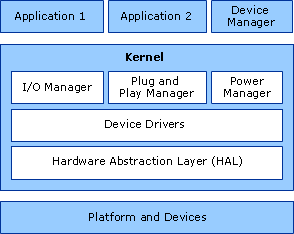 Application 1
Application 2
Device
Manager
Kernel
I/O Manager
Plug and
Play Manager
Power
Manager
Device Drivers
Hardware Abstraction Layer (HAL)
Platform and Devices